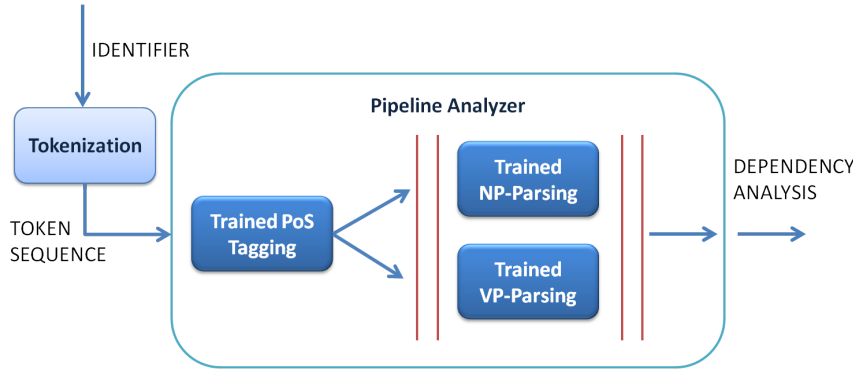 IDENTIFIER
Tokenization
TOKEN
SEQUENCE
Pipeline Analyzer
Trained PoS
Tagging
Trained
NP-Parsing
Trained
VP-Parsing
DEPENDENCY
ANALYSIS